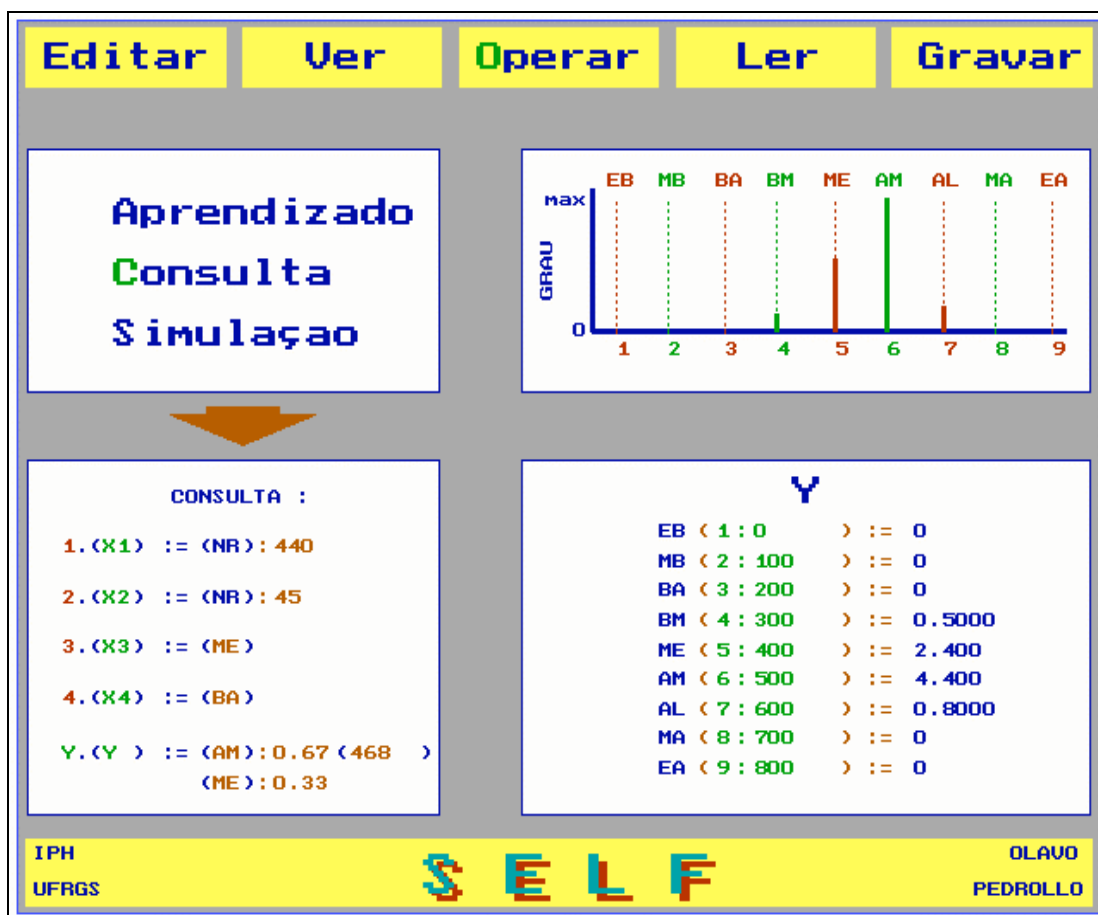 Editar Ver Operar Ler Gravar
Aprendizado
Consulta
Simulaçao
EB MB BA BM ME AM AL MA EA
max
GRAU
0
1 2 3 4 5 6 7 8 9
CONSULTA :
1.(X1) := (NR): 440
2.(X2) := (NR): 45
3.(X3) := (ME)
4.(X4) := (BA)
Y.(Y ) := (AM):0.67 (468 )
(ME):0.33
Y
EB ( 1 : 0 ) := 0
MB ( 2 : 100 ) := 0
BA ( 3 : 200 ) := 0
BM ( 4 : 300 ) := 0.5000
ME ( 5 : 400 ) := 2.400
AM ( 6 : 500 ) := 4.400
AL ( 7 : 600 ) := 0.8000
MA ( 8 : 700 ) := 0
EA ( 9 : 800 ) := 0
IPH
UFRGS
SELF
OLAVO
PEDROLLO